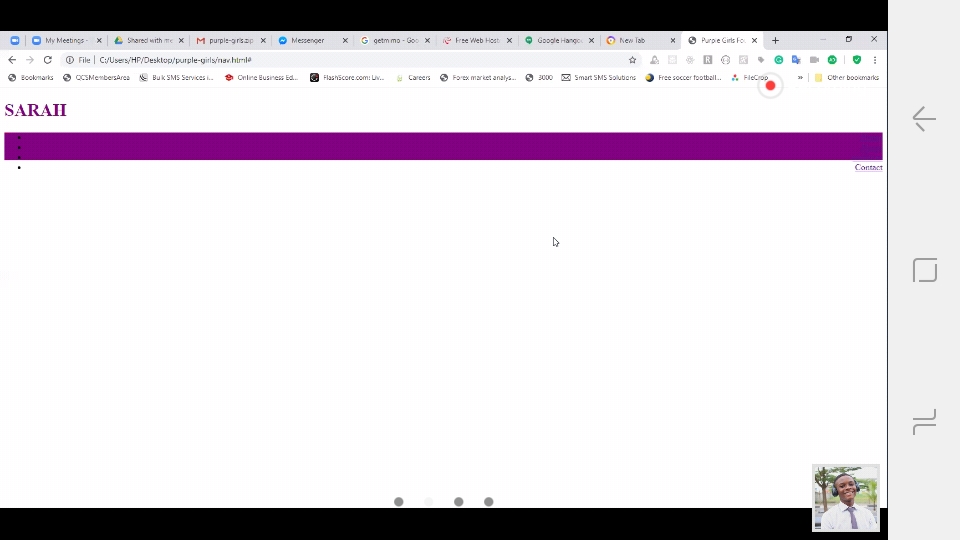 My Meetings -
Shared with me
purple-girls.zip
Messenger
getmimo - Goo
Free Web Host
Google Hango
New Tab
Purple Girls Fo
File C:/Users/HP/Desktop/purple-girls/nav.html#
Bookmarks
QCSMembersArea
Bulk SMS Services i...
Online Business Ed...
FlashScore.com: Liv...
Careers
Forex market analys...
3000
Smart SMS Solutions
Free soccer football...
FileCrop
»
Other bookmarks
SARAH
Contact